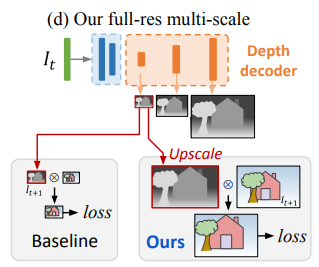 (d) Our full-res multi-scale
I_t
Depth
decoder
Upscale
⊗
I_{t+1}
loss
Baseline
⊗
I_{t+1}
loss
Ours